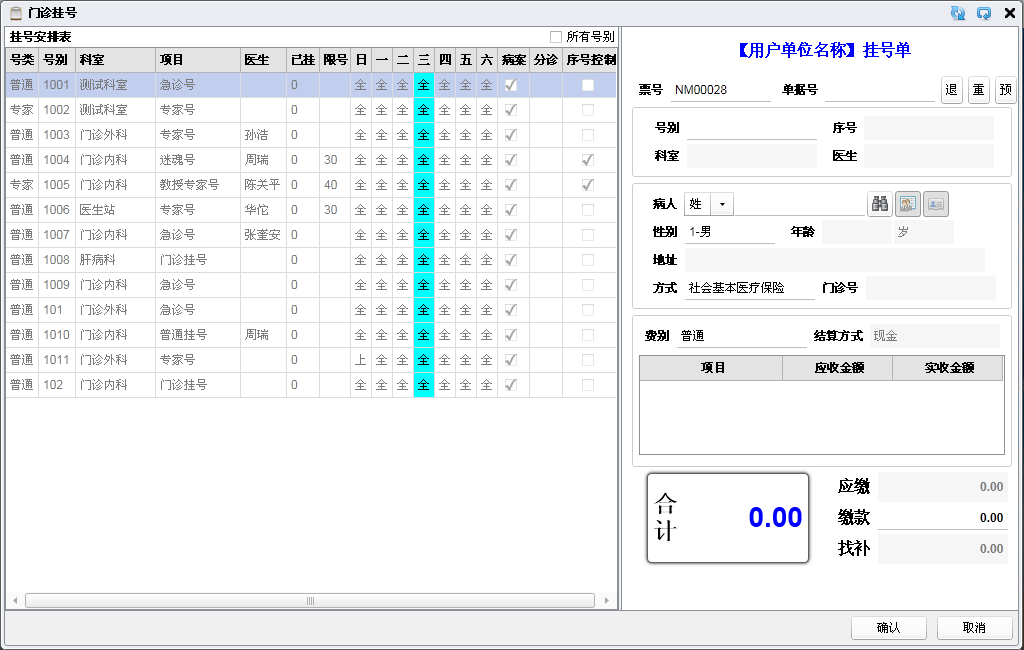 门诊挂号
挂号安排表 所有号别
号类 号别 科室 项目 医生 已挂 限号 日 一 二 三 四 五 六 病案 分诊 序号控制
普通 1001 测试科室 急诊号 0 全 全 全 全 全 全 全
专家 1002 测试科室 专家号 0 全 全 全 全 全 全 全
普通 1003 门诊外科 专家号 孙浩 0 全 全 全 全 全 全 全
普通 1004 门诊内科 迷魂号 周瑞 0 30 全 全 全 全 全 全 全
专家 1005 门诊内科 教授专家号 陈关平 0 40 全 全 全 全 全 全 全
普通 1006 医生站 专家号 华佗 0 30 全 全 全 全 全 全 全
普通 1007 门诊内科 急诊号 张奎安 0 全 全 全 全 全 全 全
普通 1008 肝病科 门诊挂号 0 全 全 全 全 全 全 全
普通 1009 门诊内科 急诊号 0 全 全 全 全 全 全 全
普通 101 门诊外科 急诊号 0 全 全 全 全 全 全 全
普通 1010 门诊内科 普通挂号 周瑞 0 全 全 全 全 全 全 全
普通 1011 门诊外科 专家号 0 上 全 全 全 全 全 全
普通 102 门诊内科 门诊挂号 0 全 全 全 全 全 全 全
【用户单位名称】挂号单
票号 NM00028 单据号 退 重 预
号别 序号
科室 医生
病人 姓
性别 1-男 年龄 岁
地址
方式 社会基本医疗保险 门诊号
费别 普通 结算方式 现金
项目 应收金额 实收金额
合计 0.00
应缴 0.00
缴款 0.00
找补 0.00
确认 取消